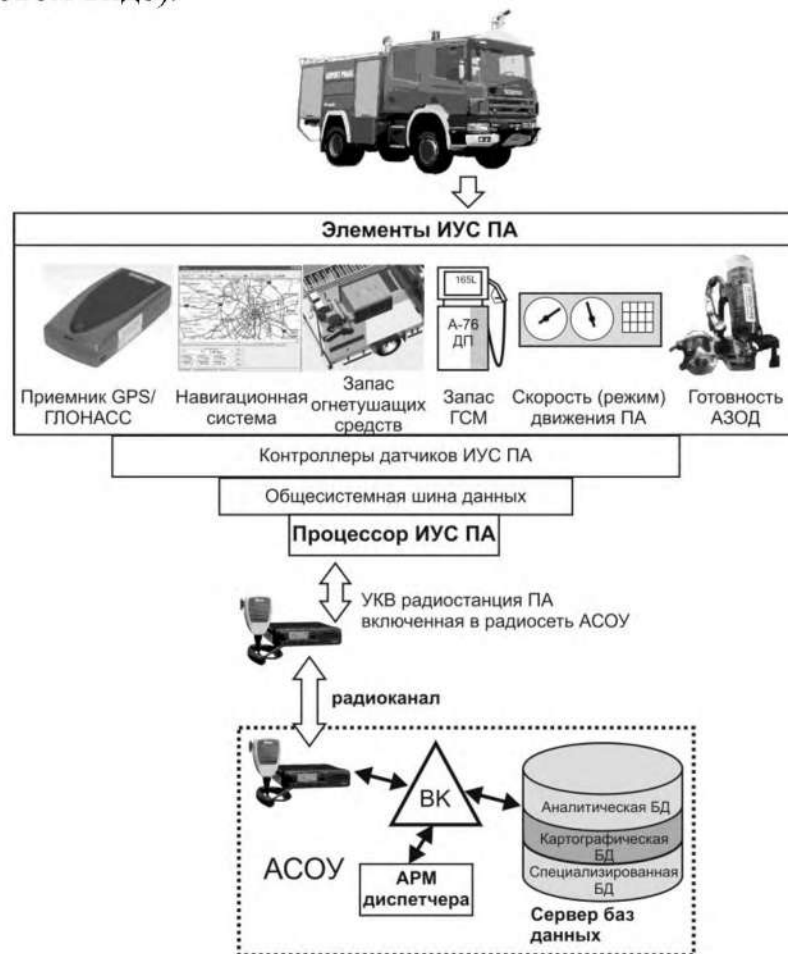 Элементы ИУС ПА
165L
А-76
ДП
Приемник GPS/
ГЛОНАСС
Навигационная
система
Запас
огнетушащих
средств
Запас
ГСМ
Скорость (режим)
движения ПА
Готовность
АЗОД
Контроллеры датчиков ИУС ПА
Общесистемная шина данных
Процессор ИУС ПА
УКВ радиостанция ПА
включенная в радиосеть АСОУ
радиоканал
ВК
АСОУ
АРМ
диспетчера
Аналитическая БД
Картографическая
БД
Специализированная
БД
Сервер баз
данных